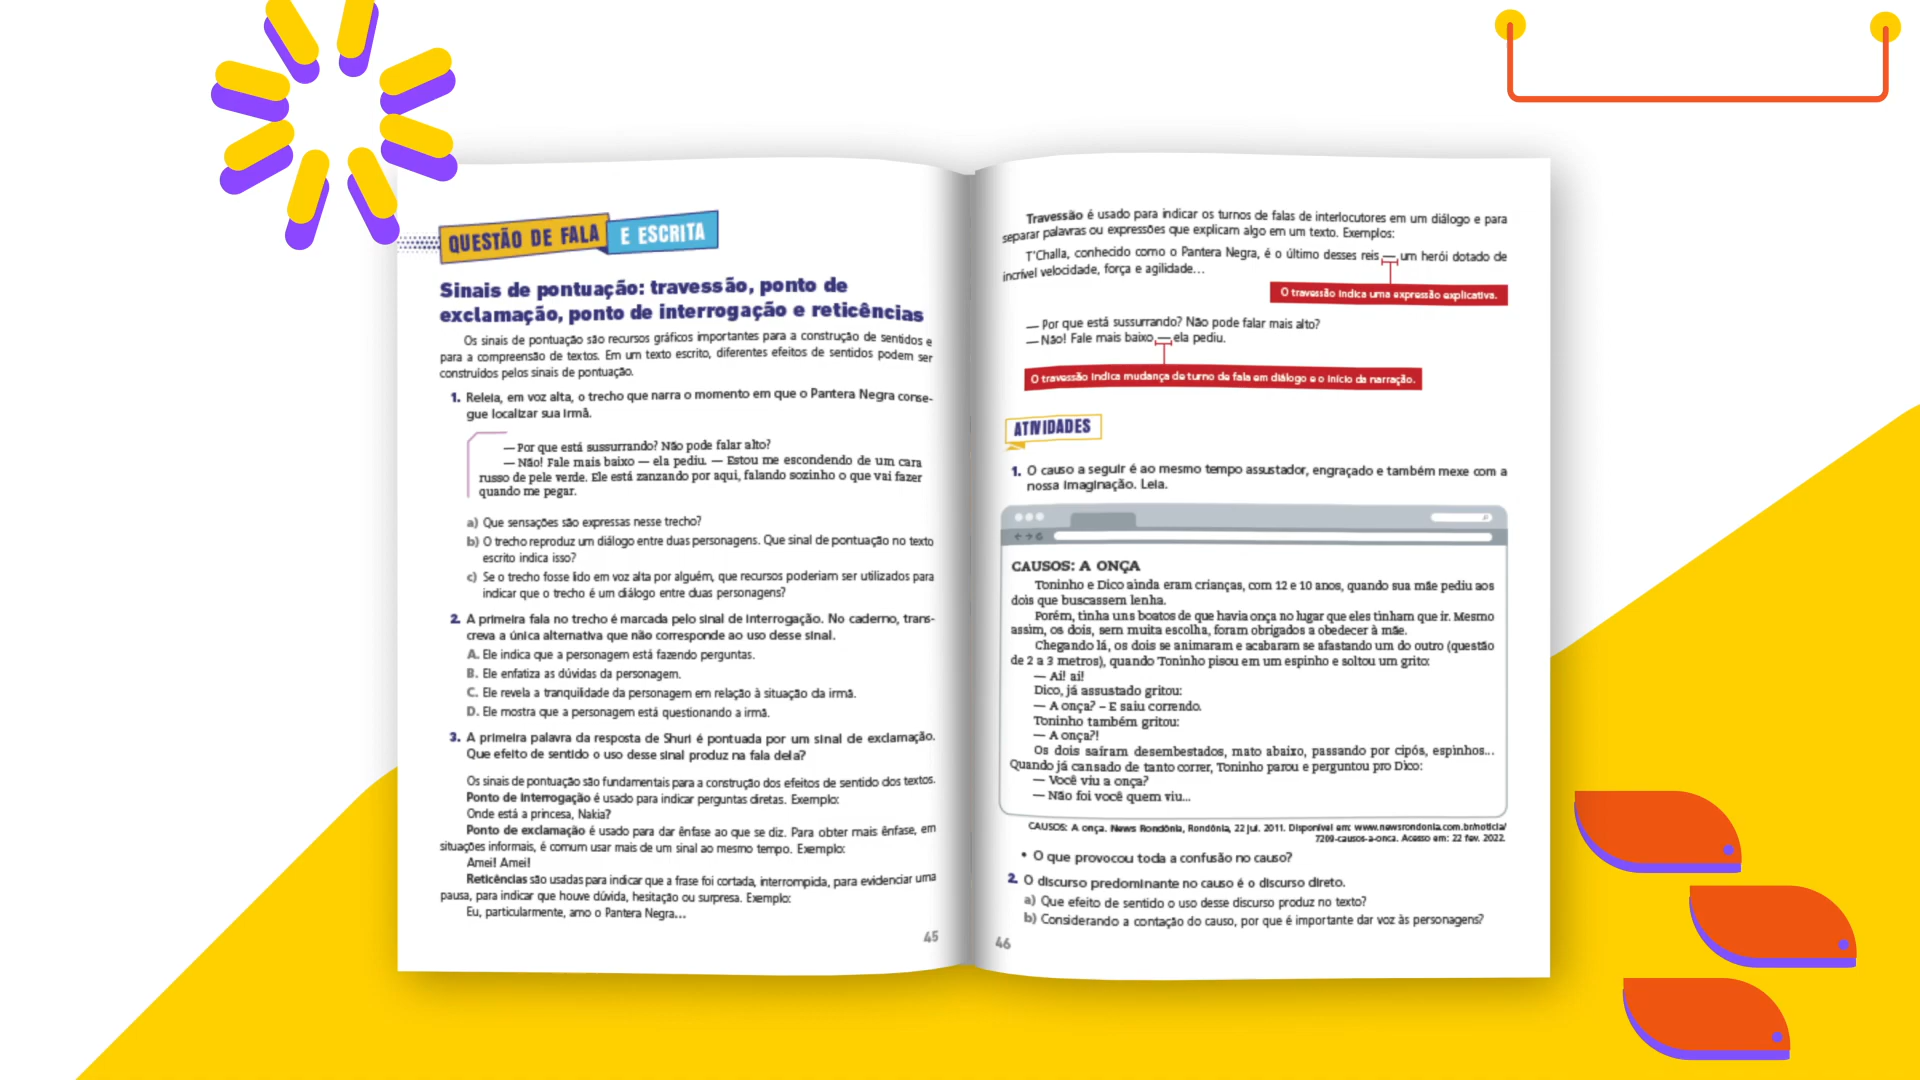 QUESTÃO DE FALA E ESCRITA
Sinais de pontuação: travessão, ponto de
exclamação, ponto de interrogação e reticências
Os sinais de pontuação são recursos gráficos importantes para a construção de sentidos e
para a compreensão de textos. Em um texto escrito, diferentes efeitos de sentidos podem ser
construídos pelos sinais de pontuação.
1. Releia, em voz alta, o trecho que narra o momento em que o Pantera Negra conse-
gue localizar sua irmã.
— Por que está sussurrando? Não pode falar alto?
— Não! Fale mais baixo — ela pediu. — Estou me escondendo de um cara
russo de pele verde. Ele está zanzando por aqui, falando sozinho o que vai fazer
quando me pegar.
a) Que sensações são expressas nesse trecho?
b) O trecho reproduz um diálogo entre duas personagens. Que sinal de pontuação no texto
escrito indica isso?
c) Se o trecho fosse lido em voz alta por alguém, que recursos poderiam ser utilizados para
indicar que o trecho é um diálogo entre duas personagens?
2. A primeira fala no trecho é marcada pelo sinal de interrogação. No caderno, trans-
creva a única alternativa que não corresponde ao uso desse sinal.
A. Ele indica que a personagem está fazendo perguntas.
B. Ele enfatiza as dúvidas da personagem.
C. Ele revela a tranquilidade da personagem em relação à situação da irmã.
D. Ele mostra que a personagem está questionando a irmã.
3. A primeira palavra da resposta de Shuri é pontuada por um sinal de exclamação.
Que efeito de sentido o uso desse sinal produz na fala dela?
Os sinais de pontuação são fundamentais para a construção dos efeitos de sentido dos textos.
Ponto de interrogação é usado para indicar perguntas diretas. Exemplo:
Onde está a princesa, Nakia?
Ponto de exclamação é usado para dar ênfase ao que se diz. Para obter mais ênfase, em
situações informais, é comum usar mais de um sinal ao mesmo tempo. Exemplo:
Amei! Amei!
Reticências são usadas para indicar que a frase foi cortada, interrompida, para evidenciar uma
pausa, para indicar que houve dúvida, hesitação ou surpresa. Exemplo:
Eu, particularmente, amo o Pantera Negra...
45
Travessão é usado para indicar os turnos de falas de interlocutores em um diálogo e para
separar palavras ou expressões que explicam algo em um texto. Exemplos:
T'Challa, conhecido como o Pantera Negra, é o último desses reis — um herói dotado de
incrível velocidade, força e agilidade...
O travessão indica uma expressão explicativa.
— Por que está sussurrando? Não pode falar mais alto?
— Não! Fale mais baixo — ela pediu.
O travessão indica mudança de turno de fala em diálogo e o início da narração.
ATIVIDADES
1. O causo a seguir é ao mesmo tempo assustador, engraçado e também mexe com a
nossa imaginação. Leia.
CAUSOS: A ONÇA
Toninho e Dico ainda eram crianças, com 12 e 10 anos, quando sua mãe pediu aos
dois que buscassem lenha.
Porém, tinha uns boatos de que havia onça no lugar que eles tinham que ir. Mesmo
assim, os dois, sem muita escolha, foram obrigados a obedecer à mãe.
Chegando lá, os dois se animaram e acabaram se afastando um do outro (questão
de 2 a 3 metros), quando Toninho pisou em um espinho e soltou um grito:
— Ai! ai!
Dico, já assustado gritou:
— A onça? – E saiu correndo.
Toninho também gritou:
— A onça?!
Os dois saíram desembestados, mato abaixo, passando por cipós, espinhos...
Quando já cansado de tanto correr, Toninho parou e perguntou pro Dico:
— Você viu a onça?
— Não foi você quem viu...
CAUSOS: A onça. News Rondônia, Rondônia, 22 jul. 2011. Disponível em: www.newsrondonia.com.br/noticia/
7209-causos-a-onca. Acesso em: 22 fev. 2022.
• O que provocou toda a confusão no causo?
2. O discurso predominante no causo é o discurso direto.
a) Que efeito de sentido o uso desse discurso produz no texto?
b) Considerando a contação do causo, por que é importante dar voz às personagens?
46